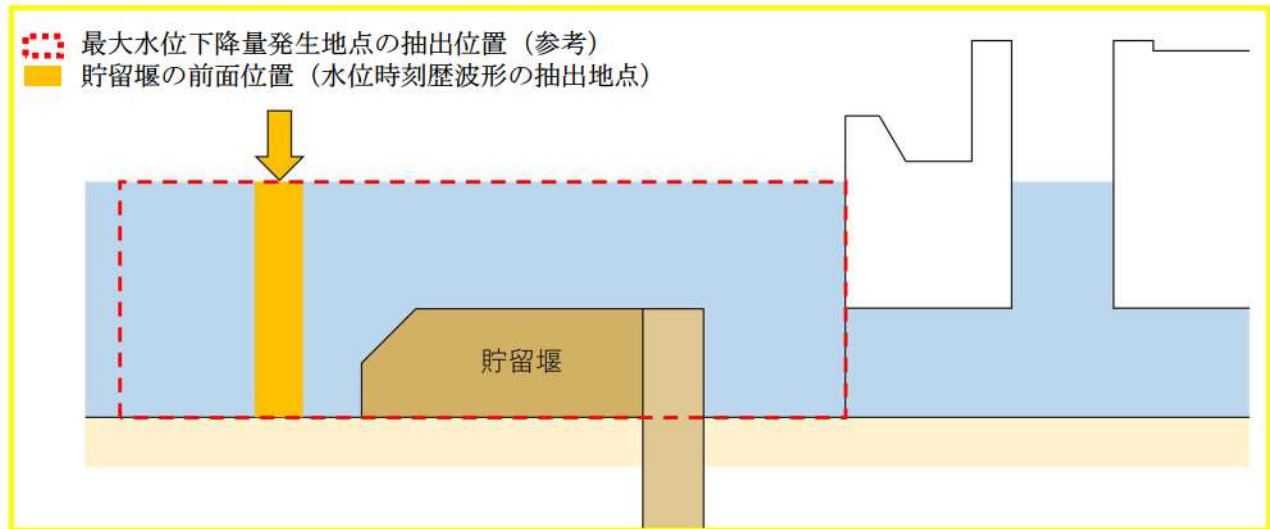 最大水位下降量発生地点の抽出位置（参考）
貯留堰の前面位置（水位時刻歴波形の抽出地点）
貯留堰